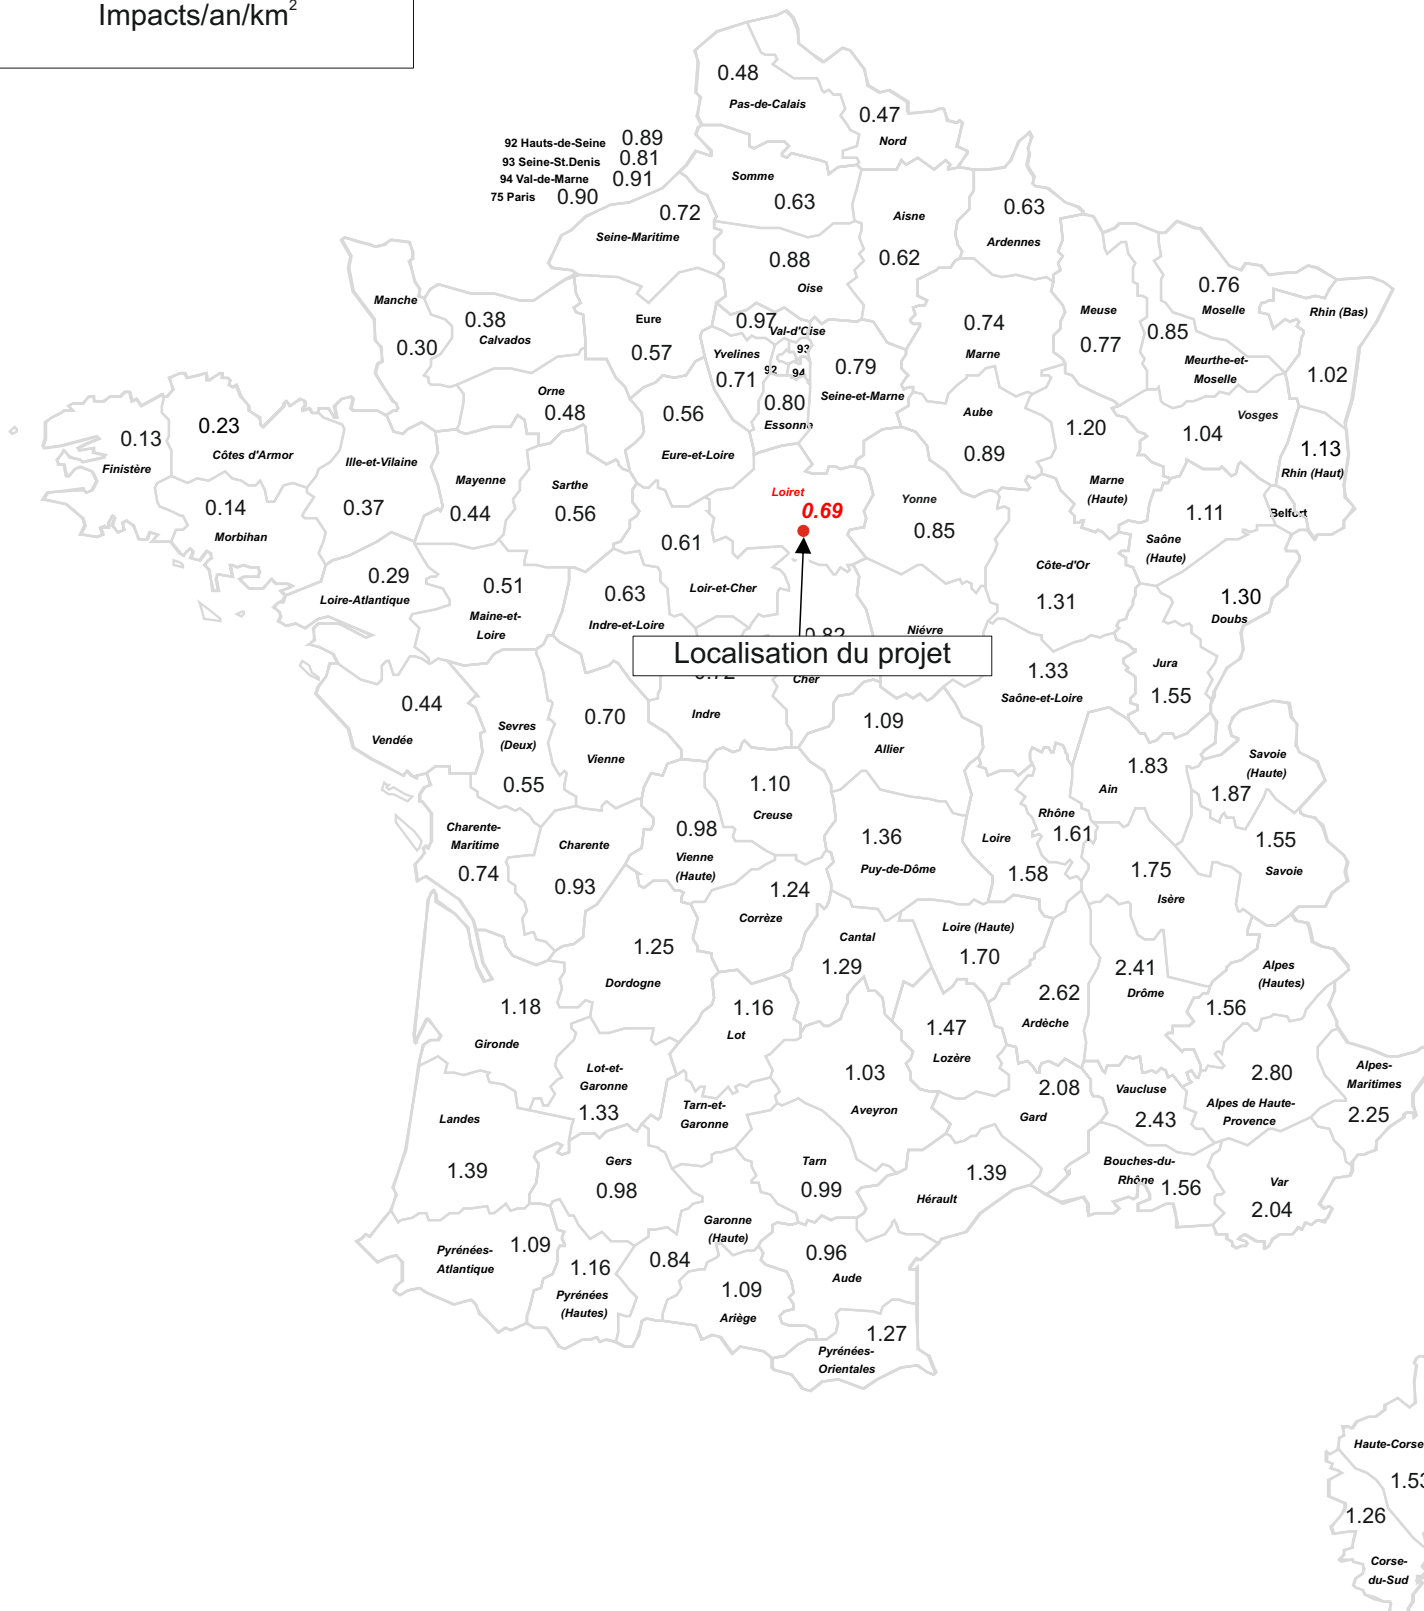 Impacts/an/km²
0.48
Pas-de-Calais
0.47
Nord
92 Hauts-de-Seine 0.89
93 Seine-St.Denis 0.81
94 Val-de-Marne 0.91
75 Paris 0.90
Somme
0.63
0.72
Seine-Maritime
Aisne
0.62
0.63
Ardennes
0.88
Oise
Manche
0.30
0.38
Calvados
Eure
0.57
0.97
Val-d'Oise
93
92
94
Yvelines
0.71
0.80
Essonne
0.79
Seine-et-Marne
0.74
Marne
Meuse
0.77
0.76
Moselle
0.85
Meurthe-et-
Moselle
Rhin (Bas)
1.02
Orne
0.48
0.56
Eure-et-Loire
Aube
0.89
1.20
Marne
(Haute)
Vosges
1.04
1.13
Rhin (Haut)
0.13
Finistère
0.23
Côtes d'Armor
0.14
Morbihan
Ille-et-Vilaine
0.37
Mayenne
0.44
Sarthe
0.56
Loiret
0.69
Yonne
0.85
1.11
Saône
(Haute)
Belfort
0.61
Loir-et-Cher
0.29
Loire-Atlantique
0.51
Maine-et-
Loire
0.63
Indre-et-Loire
Côte-d'Or
1.31
1.30
Doubs
0.82
Cher
Niévre
Localisation du projet
0.72
Indre
1.33
Saône-et-Loire
Jura
1.55
0.44
Vendée
Sevres
(Deux)
0.55
0.70
Vienne
1.09
Allier
1.83
Ain
Savoie
(Haute)
1.87
1.10
Creuse
Rhône
1.61
Charente-
Maritime
0.74
Charente
0.93
0.98
Vienne
(Haute)
1.36
Puy-de-Dôme
Loire
1.58
1.75
Isère
1.55
Savoie
1.24
Corrèze
1.25
Dordogne
Cantal
1.29
Loire (Haute)
1.70
2.41
Drôme
Alpes
(Hautes)
1.56
2.62
Ardèche
1.18
Gironde
1.16
Lot
1.47
Lozère
Lot-et-
Garonne
1.33
1.03
Aveyron
2.08
Gard
Vaucluse
2.43
2.80
Alpes de Haute-
Provence
Alpes-
Maritimes
2.25
Landes
1.39
Tarn-et-
Garonne
Gers
0.98
Tarn
0.99
1.39
Hérault
Bouches-du-
Rhône
1.56
Var
2.04
Garonne
(Haute)
0.84
Pyrénées-
Atlantique
1.09
1.16
Pyrénées
(Hautes)
0.96
Aude
1.09
Ariège
1.27
Pyrénées-
Orientales
Haute-Corse
1.53
1.26
Corse-
du-Sud